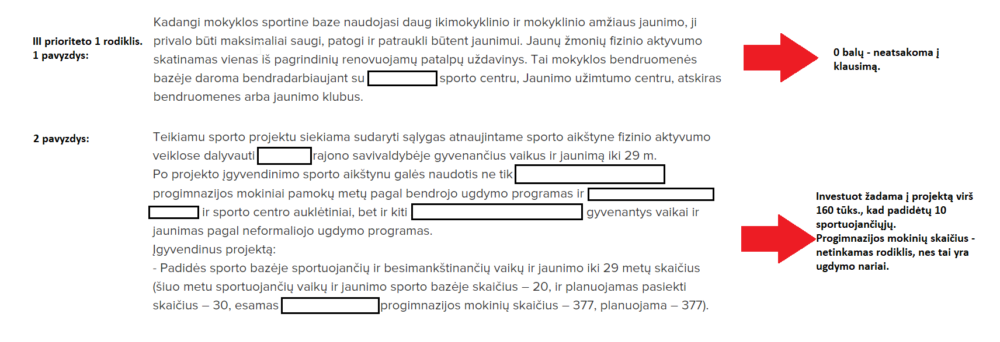 III prioriteto 1 rodiklis.
1 pavyzdys:
Kadangi mokyklos sportine baze naudojasi daug ikimokyklinio ir mokyklinio amžiaus jaunimo, ji
privalo būti maksimaliai saugi, patogi ir patraukli būtent jaunimui. Jaunų žmonių fizinio aktyvumo
skatinamas vienas iš pagrindinių renovuojamų patalpų uždavinys. Tai mokyklos bendruomenės
bazėje daroma bendradarbiaujant su sporto centru, Jaunimo užimtumo centru, atskiras
bendruomenes arba jaunimo klubus.
0 balų - neatsakoma į
klausimą.
2 pavyzdys:
Teikiamu sporto projektu siekiama sudaryti sąlygas atnaujintame sporto aikštyne fizinio aktyvumo
veiklose dalyvauti rajono savivaldybėje gyvenančius vaikus ir jaunimą iki 29 m.
Po projekto įgyvendinimo sporto aikštynu galės naudotis ne tik
progimnazijos mokiniai pamokų metų pagal bendrojo ugdymo programas ir
ir sporto centro auklėtiniai, bet ir kiti gyvenantys vaikai ir
jaunimas pagal neformaliojo ugdymo programas.
Įgyvendinus projektą:
- Padidės sporto bazėje sportuojančių ir besimankštinančių vaikų ir jaunimo iki 29 metų skaičius
(šiuo metu sportuojančių vaikų ir jaunimo sporto bazėje skaičius – 20, ir planuojamas pasiekti
skaičius – 30, esamas progimnazijos mokinių skaičius – 377, planuojama – 377).
Investuot žadama į projektą virš
160 tūks., kad padidėtų 10
sportuojančiųjų.
Progimnazijos mokinių skaičius -
netinkamas rodiklis, nes tai yra
ugdymo nariai.